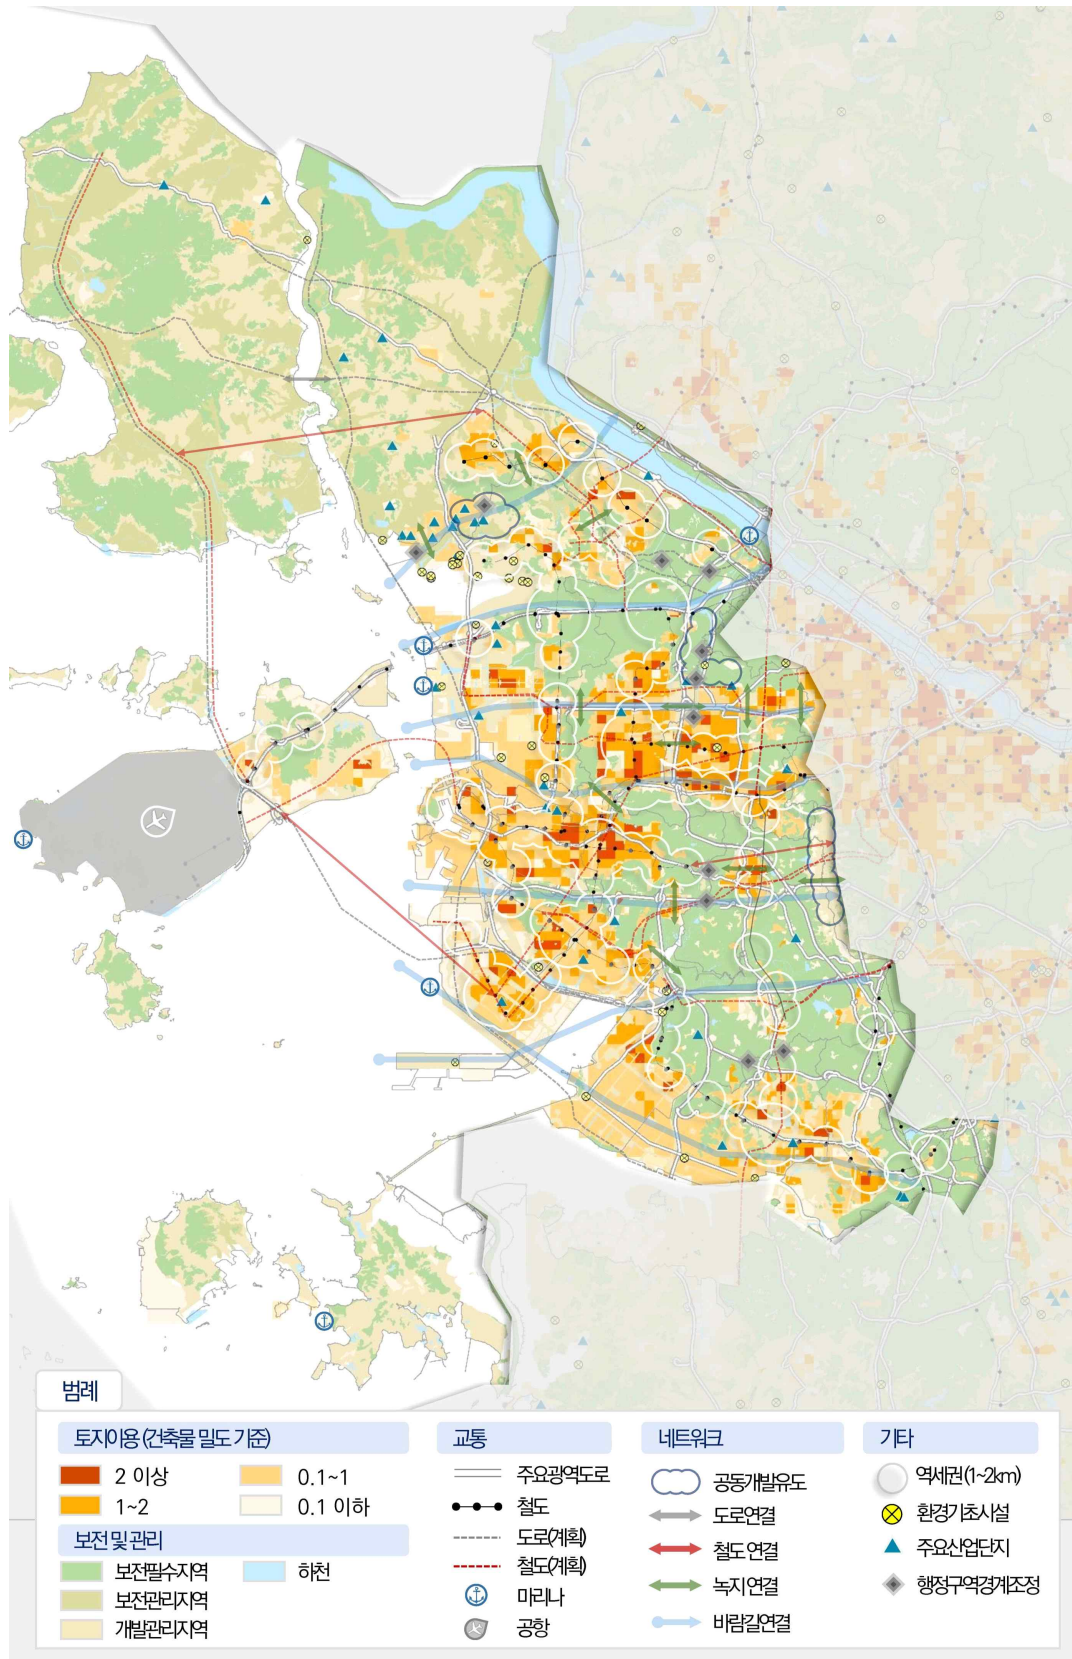 범례
토지이용(건축물 밀도 기준)
2 이상
0.1~1
1~2
0.1 이하
보전 및 관리
보전필수지역
하천
보전관리지역
개발관리지역
교통
주요광역도로
철도
도로(계획)
철도(계획)
마리나
공항
네트워크
공동개발유도
도로연결
철도 연결
녹지 연결
바람길연결
기타
역세권(1~2km)
환경기초시설
주요산업단지
행정구역경계조정